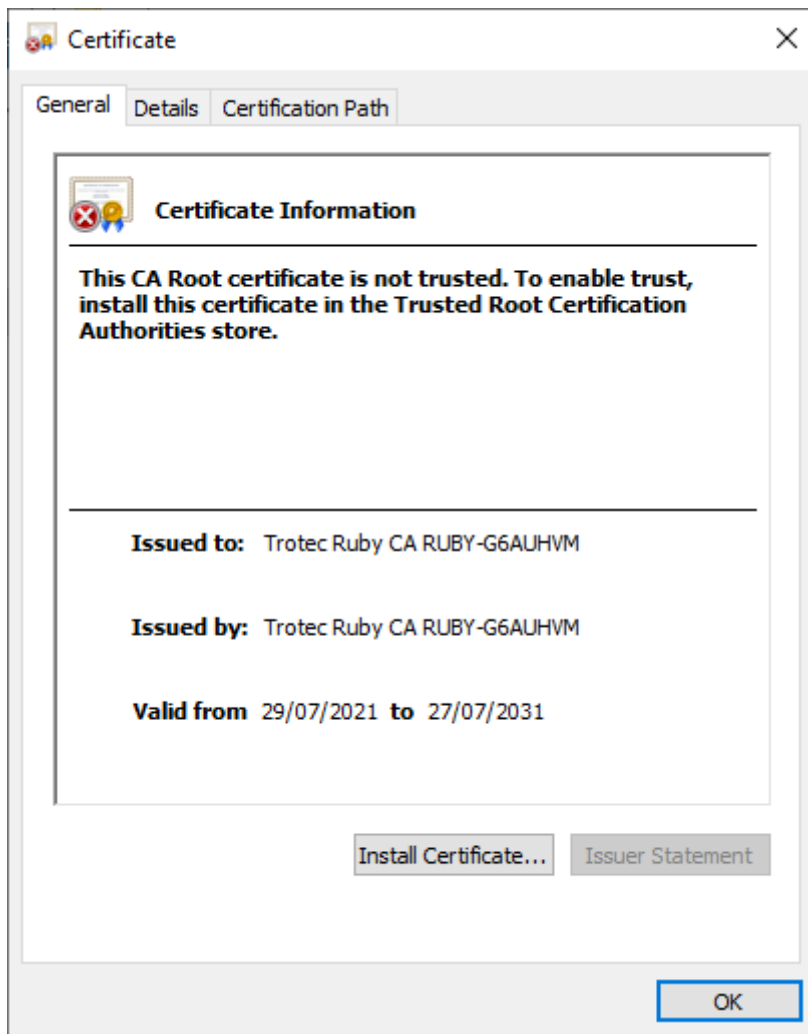 Certificate
General
Details
Certification Path
Certificate Information
This CA Root certificate is not trusted. To enable trust,
install this certificate in the Trusted Root Certification
Authorities store.
Issued to: Trotec Ruby CA RUBY-G6AUHVM
Issued by: Trotec Ruby CA RUBY-G6AUHVM
Valid from 29/07/2021 to 27/07/2031
Install Certificate...
Issuer Statement
OK